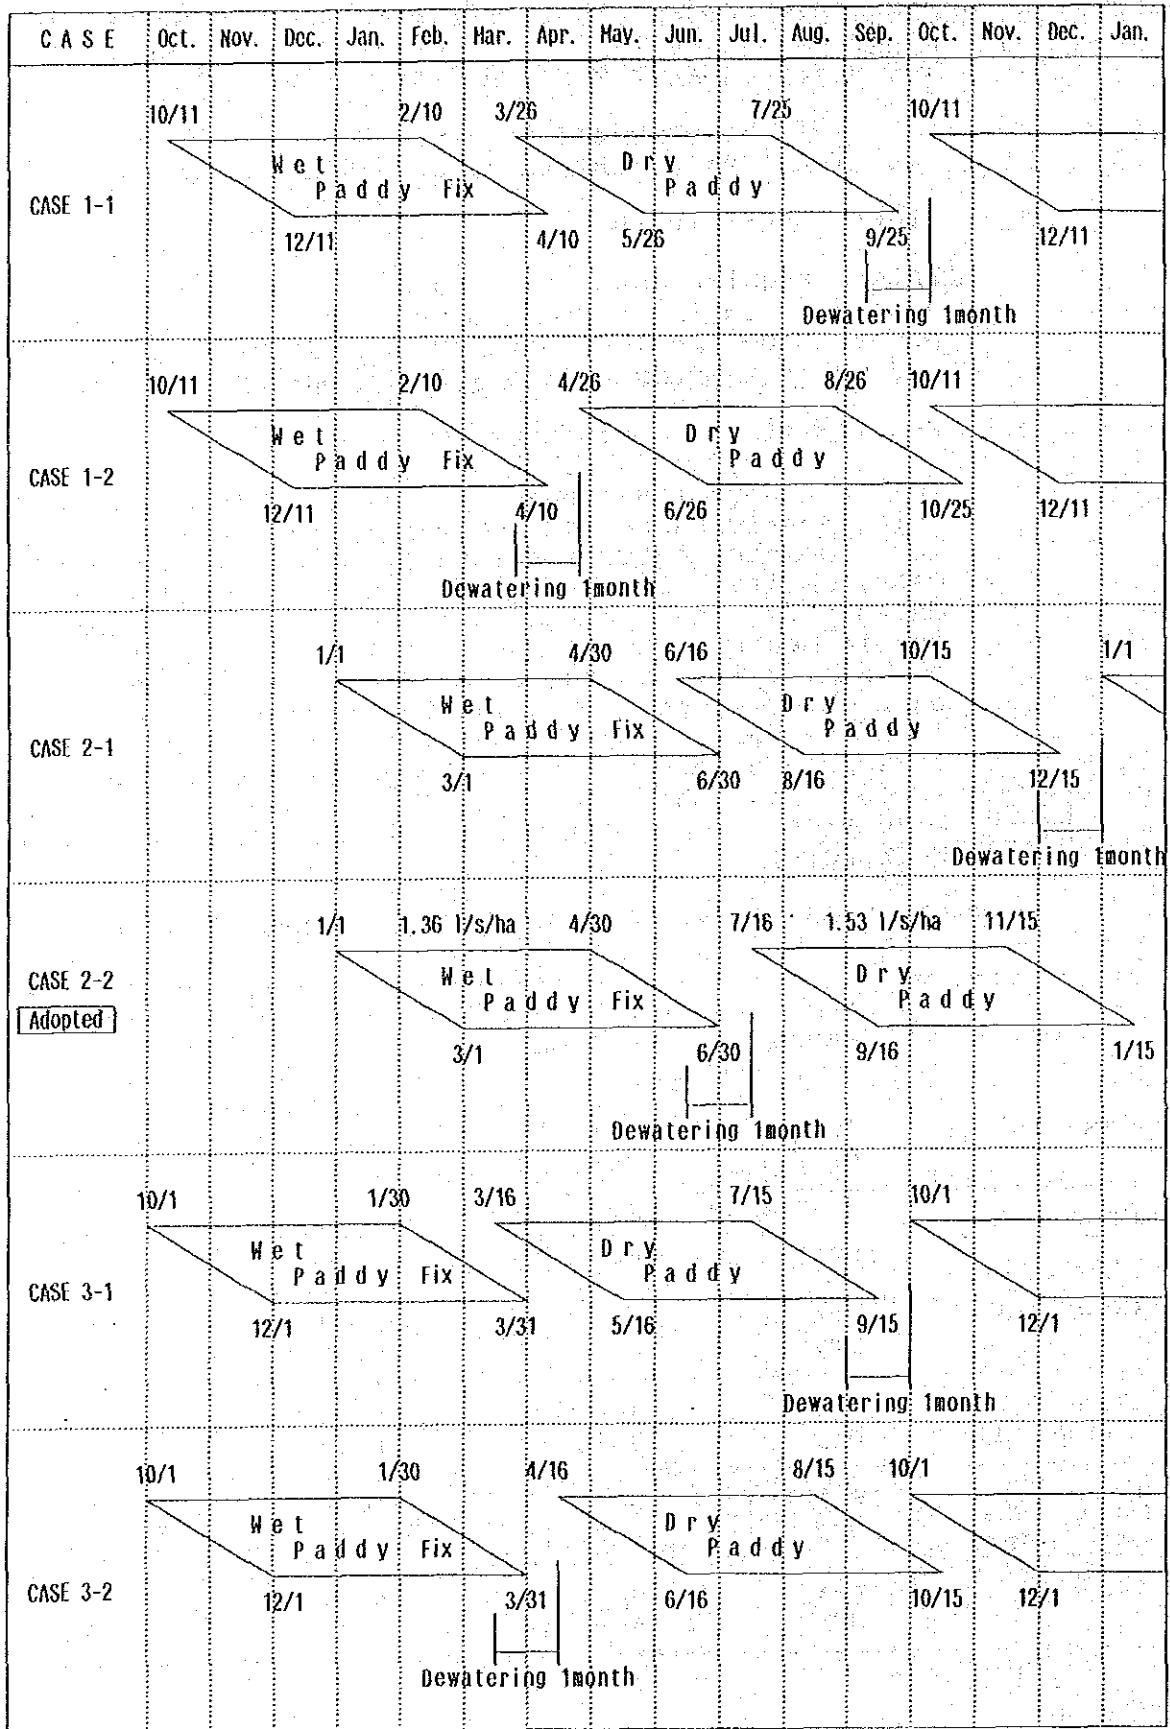 CASE Oct. Nov. Dec. Jan. Feb. Mar. Apr. May. Jun. Jul. Aug. Sep. Oct. Nov. Dec. Jan.
10/11 2/10 3/26 7/25 10/11
Wet Dry
Paddy Fix Paddy
CASE 1-1
12/11 4/10 5/26 9/25 12/11
Dewatering 1month
10/11 2/10 4/26 8/26 10/11
Wet Dry
Paddy Fix Paddy
CASE 1-2
12/11 4/10 6/26 10/25 12/11
Dewatering 1month
1/1 4/30 6/16 10/15 1/1
Wet Dry
Paddy Fix Paddy
CASE 2-1
3/1 6/30 8/16 12/15
Dewatering 1month
1/1 1.36 l/s/ha 4/30 7/16 1.53 l/s/ha 11/15
Wet Dry
CASE 2-2
Paddy Fix Paddy
Adopted
3/1 6/30 9/16 1/15
Dewatering 1month
10/1 1/30 3/16 7/15 10/1
Wet Dry
Paddy Fix Paddy
CASE 3-1
12/1 3/31 5/16 9/15 12/1
Dewatering 1month
10/1 1/30 4/16 8/15 10/1
Wet Dry
Paddy Fix Paddy
CASE 3-2
12/1 3/31 6/16 10/15 12/1
Dewatering 1month